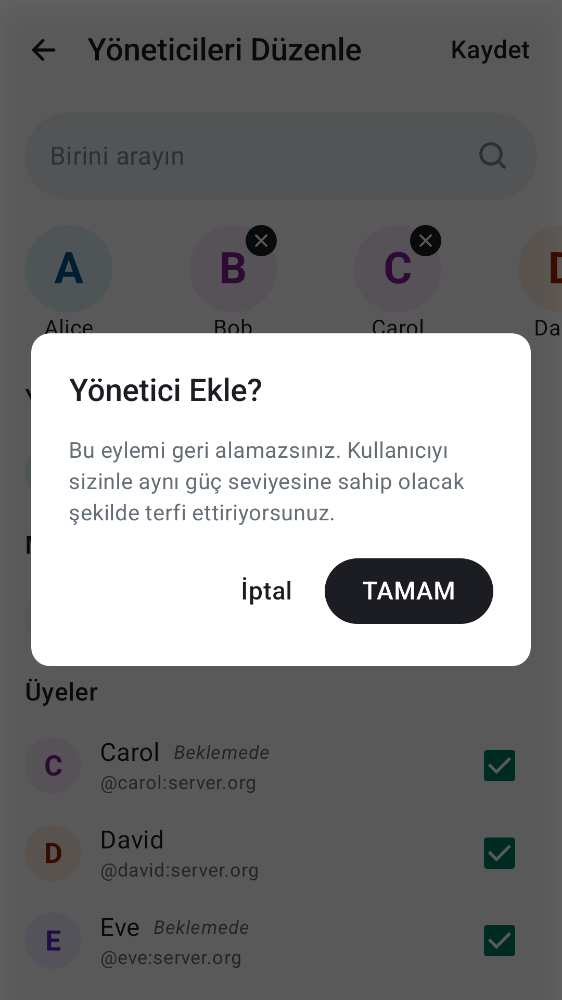 Yöneticileri Düzenle Kaydet
Birini arayın
A B C D
Alice Bob Carol Da
Yönetici Ekle?
Bu eylemi geri alamazsınız. Kullanıcıyı
sizinle aynı güç seviyesine sahip olacak
şekilde terfi ettiriyorsunuz.
İptal TAMAM
Üyeler
C Carol Beklemede
@carol:server.org
D David
@david:server.org
E Eve Beklemede
@eve:server.org